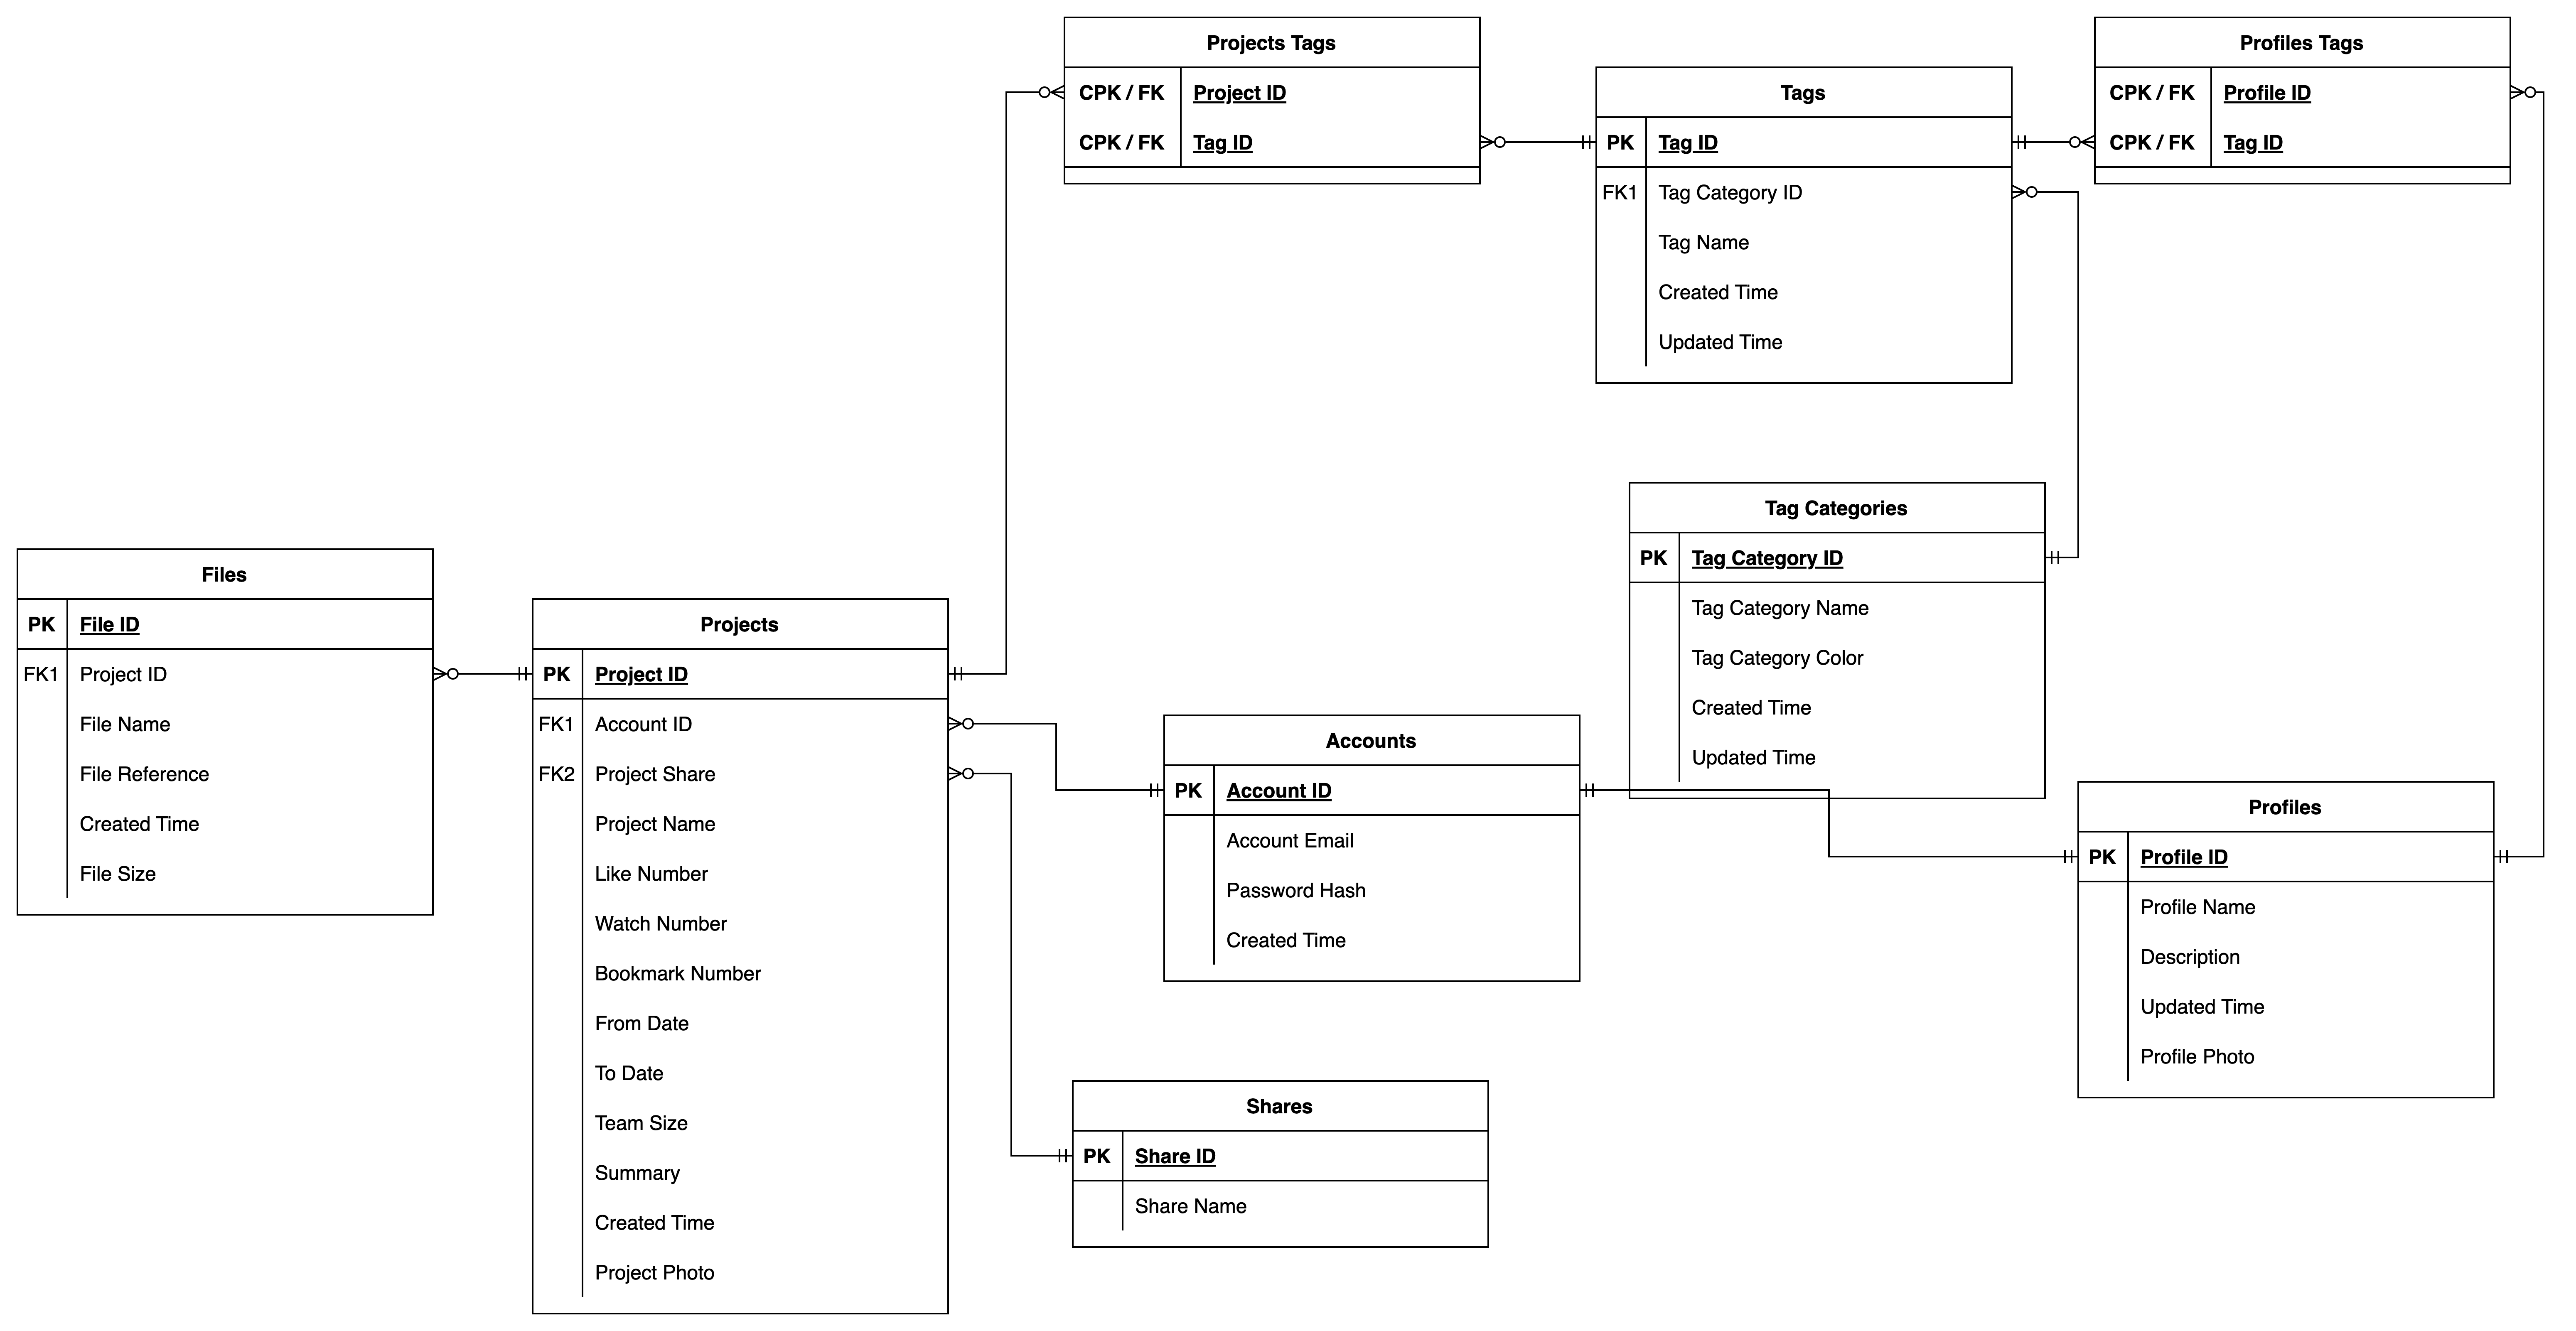 Projects Tags
CPK / FK Project ID
CPK / FK Tag ID
Tags
PK Tag ID
FK1 Tag Category ID
Tag Name
Created Time
Updated Time
Profiles Tags
CPK / FK Profile ID
CPK / FK Tag ID
Tag Categories
PK Tag Category ID
Tag Category Name
Tag Category Color
Created Time
Updated Time
Files
PK File ID
FK1 Project ID
File Name
File Reference
Created Time
File Size
Projects
PK Project ID
FK1 Account ID
FK2 Project Share
Project Name
Like Number
Watch Number
Bookmark Number
From Date
To Date
Team Size
Summary
Created Time
Project Photo
Accounts
PK Account ID
Account Email
Password Hash
Created Time
Profiles
PK Profile ID
Profile Name
Description
Updated Time
Profile Photo
Shares
PK Share ID
Share Name